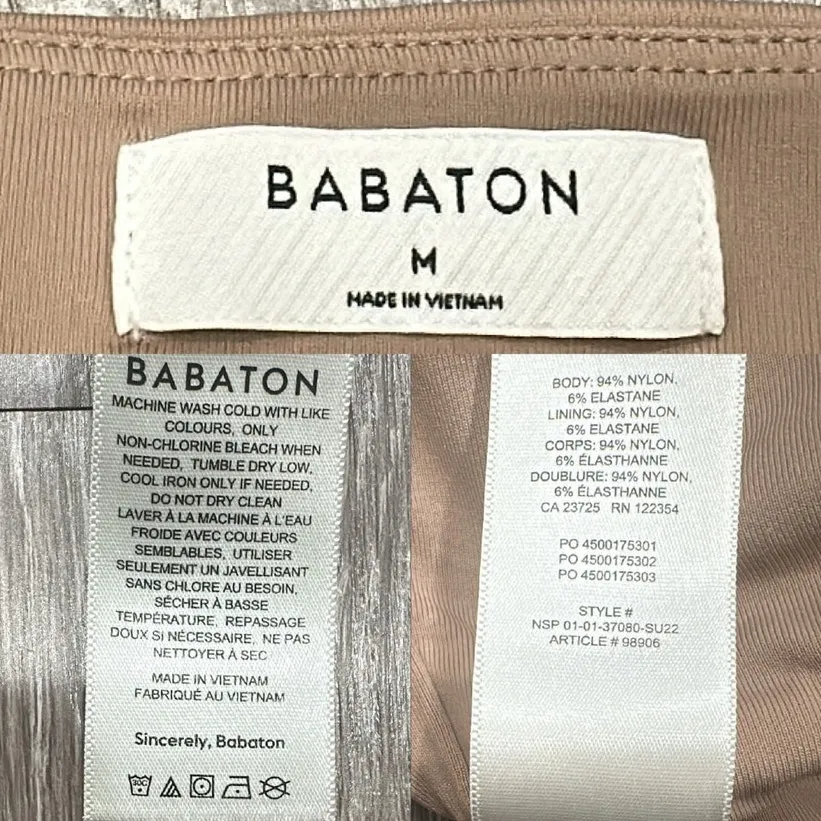 BABATON
M
MADE IN VIETNAM
BABATON
MACHINE WASH COLD WITH LIKE
COLOURS, ONLY
NON-CHLORINE BLEACH WHEN
NEEDED, TUMBLE DRY LOW,
COOL IRON ONLY IF NEEDED,
DO NOT DRY CLEAN
LAVER À LA MACHINE À L'EAU
FROIDE AVEC COULEURS
SEMBLABLES, UTILISER
SEULEMENT UN JAVELLISANT
SANS CHLORE AU BESOIN,
SÉCHER À BASSE
TEMPÉRATURE, REPASSAGE
DOUX SI NÉCESSAIRE, NE PAS
NETTOYER À SEC
MADE IN VIETNAM
FABRIQUÉ AU VIETNAM
Sincerely, Babaton
30C
BODY: 94% NYLON,
6% ELASTANE
LINING: 94% NYLON,
6% ELASTANE
CORPS: 94% NYLON,
6% ÉLASTHANNE
DOUBLURE: 94% NYLON,
6% ÉLASTHANNE
CA 23725 RN 122354
PO 4500175301
PO 4500175302
PO 4500175303
STYLE #
NSP 01-01-37080-SU22
ARTICLE # 98906